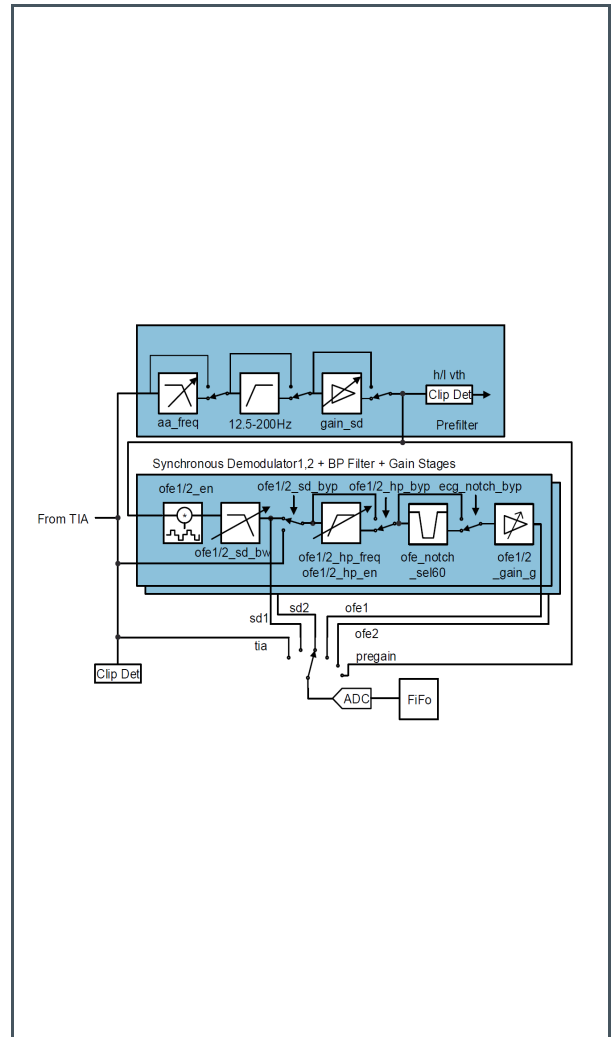 h/l vth
Clip Det
aa_freq
12.5-200Hz
gain_sd
Prefilter
Synchronous Demodulator1,2 + BP Filter + Gain Stages
ofe1/2_en
ofe1/2_sd_byp
ofe1/2_hp_byp
ecg_notch_byp
From TIA
*
ofe1/2_sd_bw
ofe1/2_hp_freq
ofe1/2_hp_en
ofe_notch
_sel60
ofe1/2
_gain_g
sd2
ofe1
sd1
ofe2
tia
pregain
Clip Det
ADC
FiFo